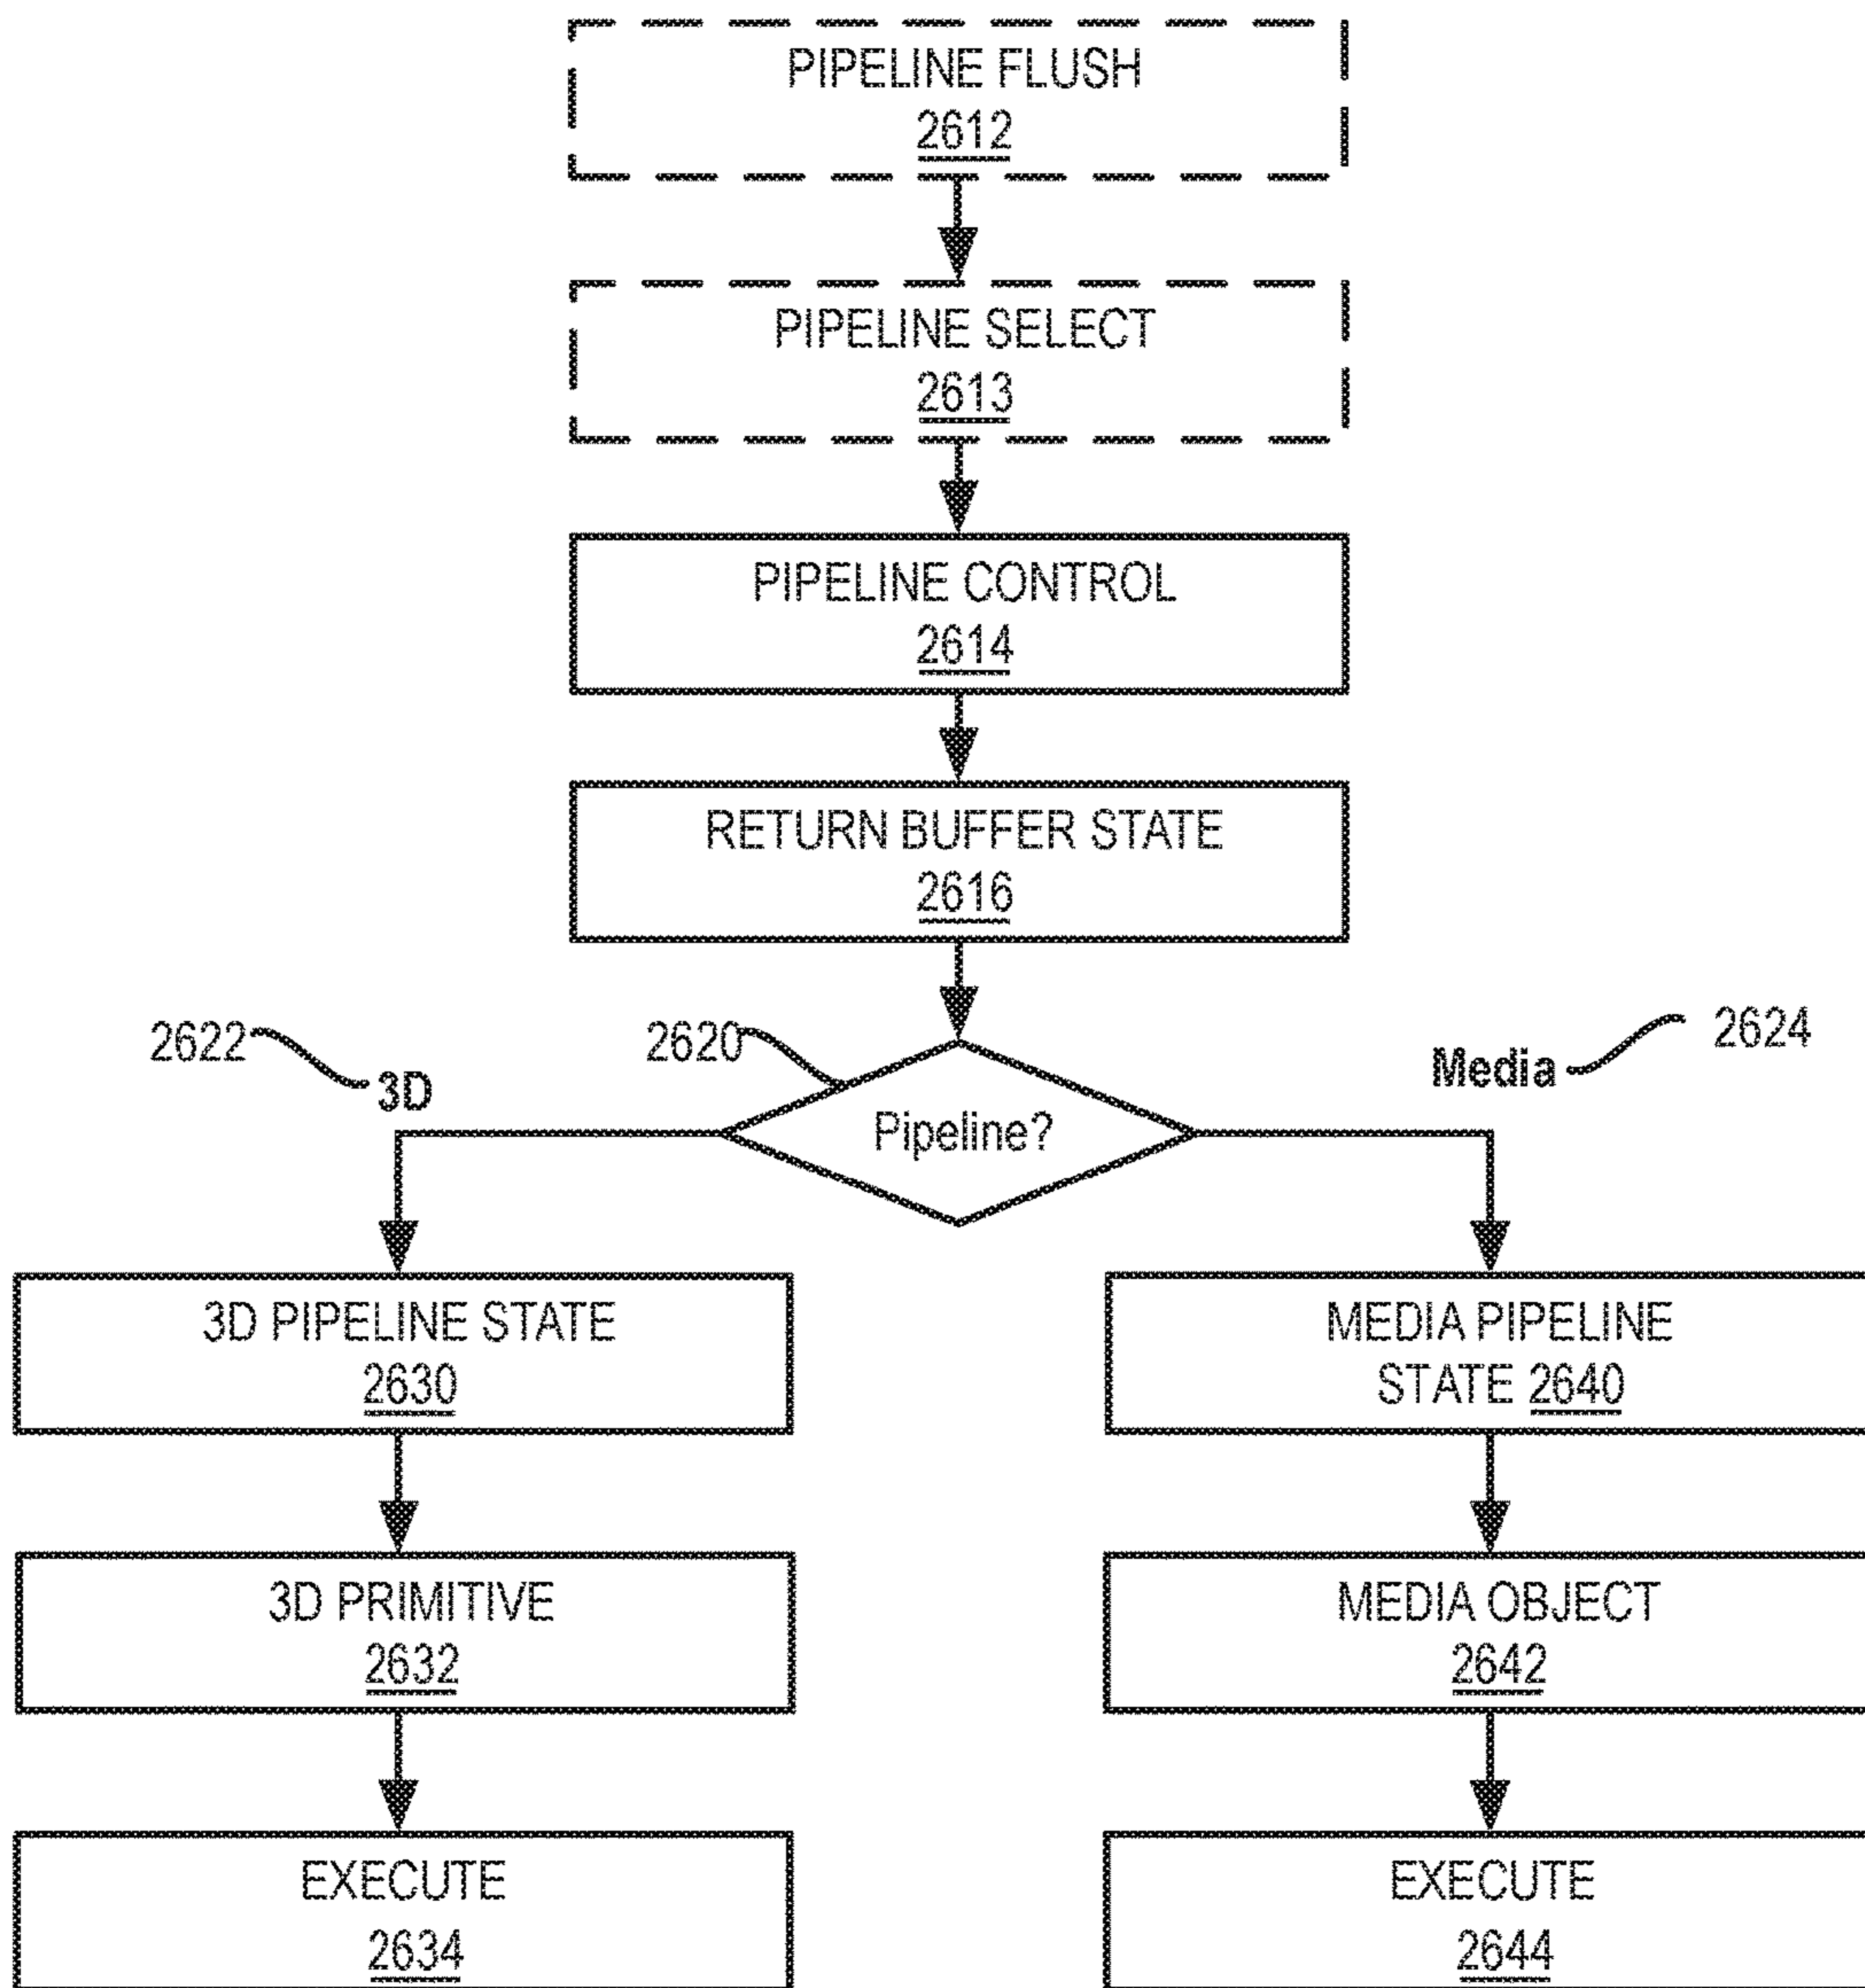 PIPELINE FLUSH
2612
PIPELINE SELECT
2613
PIPELINE CONTROL
2614
RETURN BUFFER STATE
2616
2622
3D
2620
Pipeline?
Media
2624
3D PIPELINE STATE
2630
MEDIA PIPELINE
STATE 2640
3D PRIMITIVE
2632
MEDIA OBJECT
2642
EXECUTE
2634
EXECUTE
2644